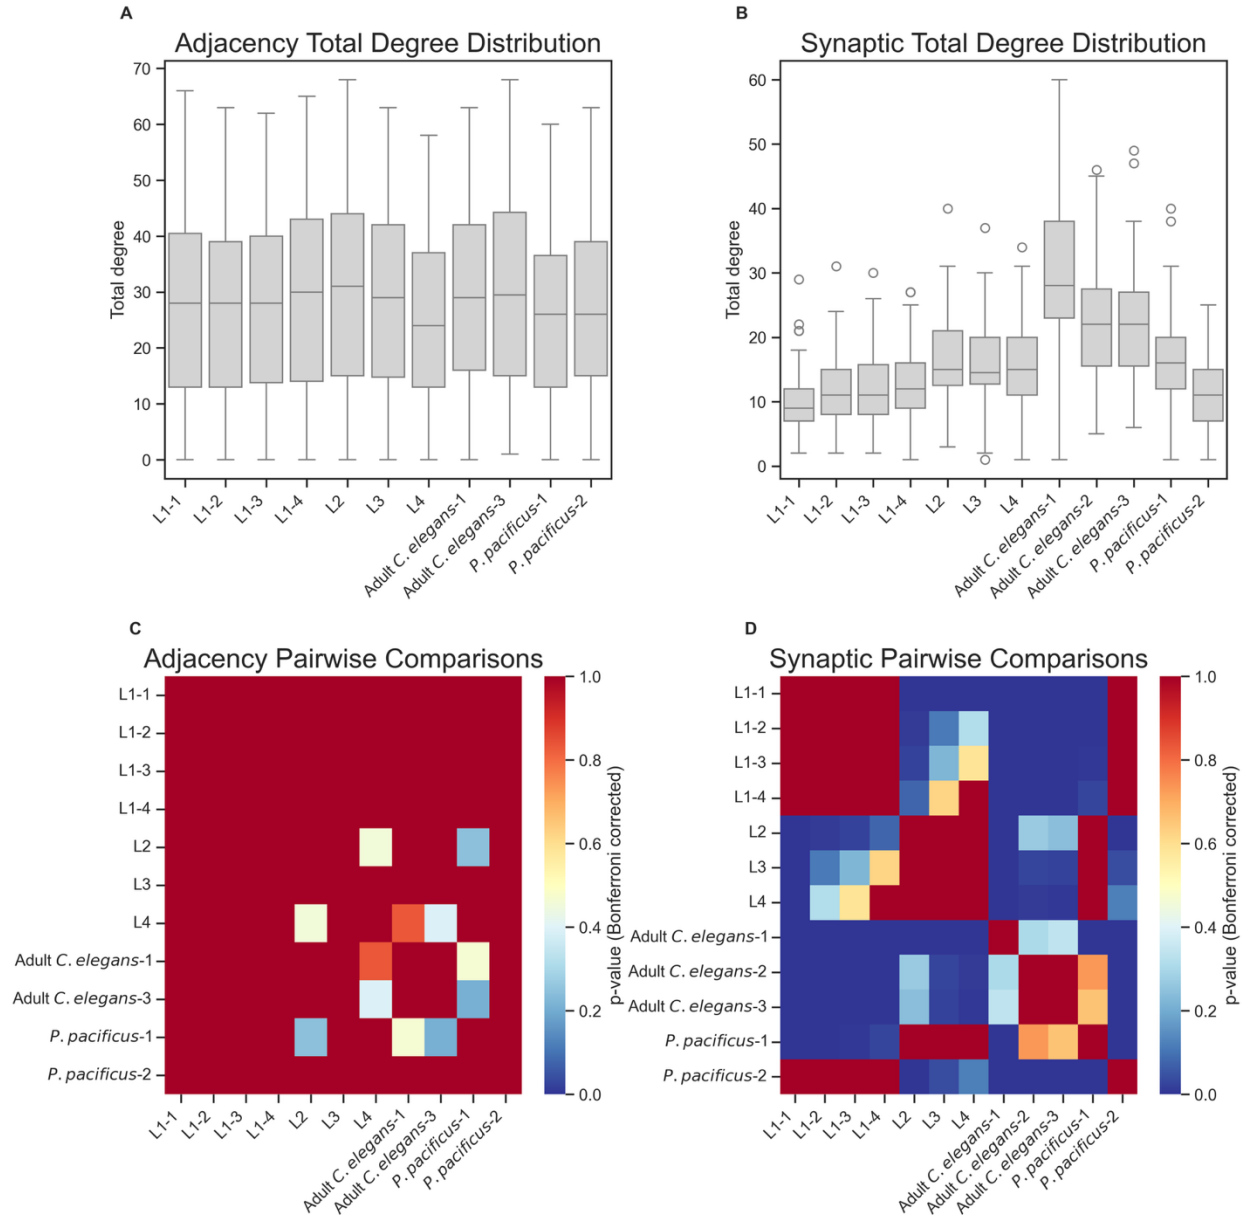 A
Adjacency Total Degree Distribution
Total degree
70
60
50
40
30
20
10
0
L1-1
L1-2
L1-3
L1-4
L2
L3
L4
Adult C. elegans-1
Adult C. elegans-3
P. pacificus-1
P. pacificus-2
B
Synaptic Total Degree Distribution
Total degree
60
50
40
30
20
10
0
L1-1
L1-2
L1-3
L1-4
L2
L3
L4
Adult C. elegans-1
Adult C. elegans-2
Adult C. elegans-3
P. pacificus-1
P. pacificus-2
C
Adjacency Pairwise Comparisons
L1-1
L1-2
L1-3
L1-4
L2
L3
L4
Adult C. elegans-1
Adult C. elegans-3
P. pacificus-1
P. pacificus-2
L1-1
L1-2
L1-3
L1-4
L2
L3
L4
Adult C. elegans-1
Adult C. elegans-3
P. pacificus-1
P. pacificus-2
1.0
0.8
0.6
0.4
0.2
0.0
p-value (Bonferroni corrected)
D
Synaptic Pairwise Comparisons
L1-1
L1-2
L1-3
L1-4
L2
L3
L4
Adult C. elegans-1
Adult C. elegans-2
Adult C. elegans-3
P. pacificus-1
P. pacificus-2
L1-1
L1-2
L1-3
L1-4
L2
L3
L4
Adult C. elegans-1
Adult C. elegans-2
Adult C. elegans-3
P. pacificus-1
P. pacificus-2
1.0
0.8
0.6
0.4
0.2
0.0
p-value (Bonferroni corrected)